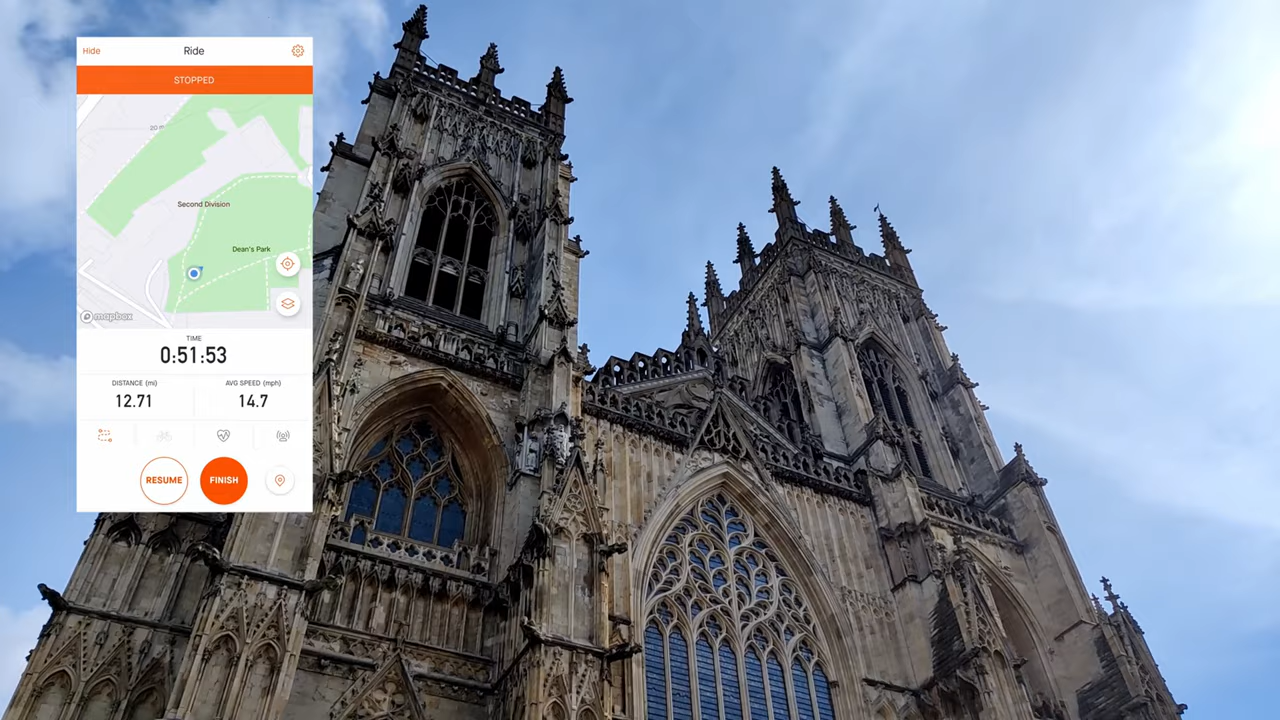 Hide
Ride
STOPPED
Second Division
Dean's Park
mapbox
TIME
0:51:53
DISTANCE (mi)
AVG SPEED (mph)
12.71
14.7
RESUME
FINISH